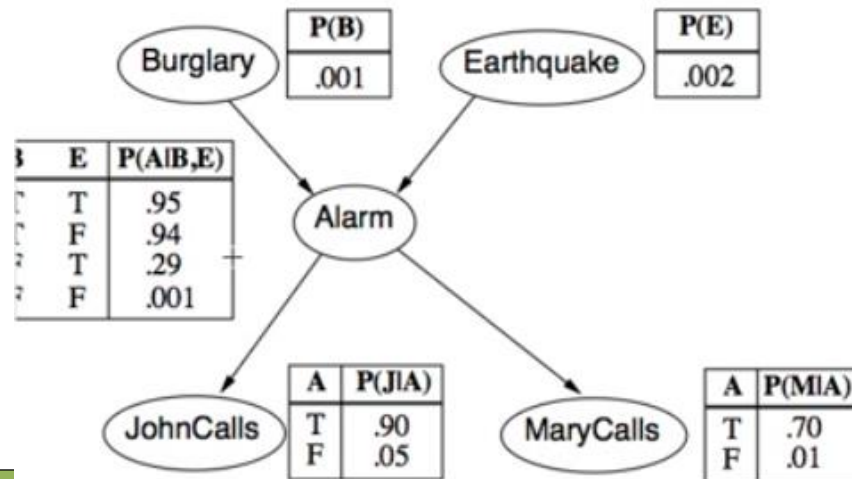 P(B)
Burglary
.001
P(E)
Earthquake
.002
E P(A|B,E)
T .95
F .94
F T .29
F F .001
Alarm
A P(J|A)
T .90
F .05
JohnCalls
A P(M|A)
T .70
F .01
MaryCalls